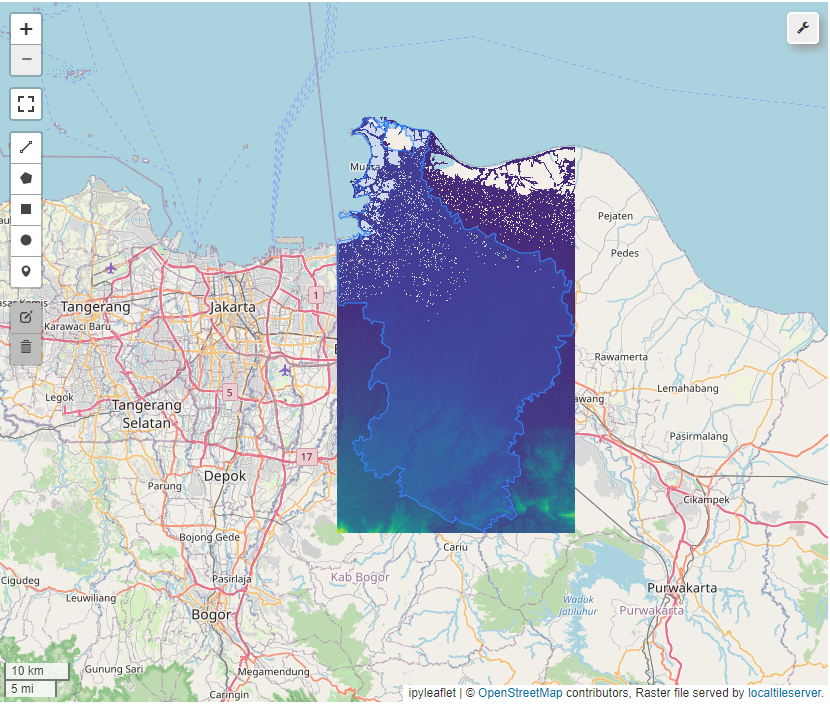 +
−
Muara
Pejaten
Pedes
Tangerang
Jakarta
1
Karawaci Baru
Rawamerta
Legok
5
Lemahabang
Tangerang
Selatan
Pasirmalang
17
Depok
Parung
Cikampek
Bojong Gede
Cariu
Cigudeg
Pasirlaja
Kab Bogor
Leuwiliang
Waduk
Jatiluhur
Purwakarta
Purwakarta
Bogor
Gunung Sari
Megamendung
10 km
5 mi
Caringin
ipyleaflet | © OpenStreetMap contributors, Raster file served by localtileserver.